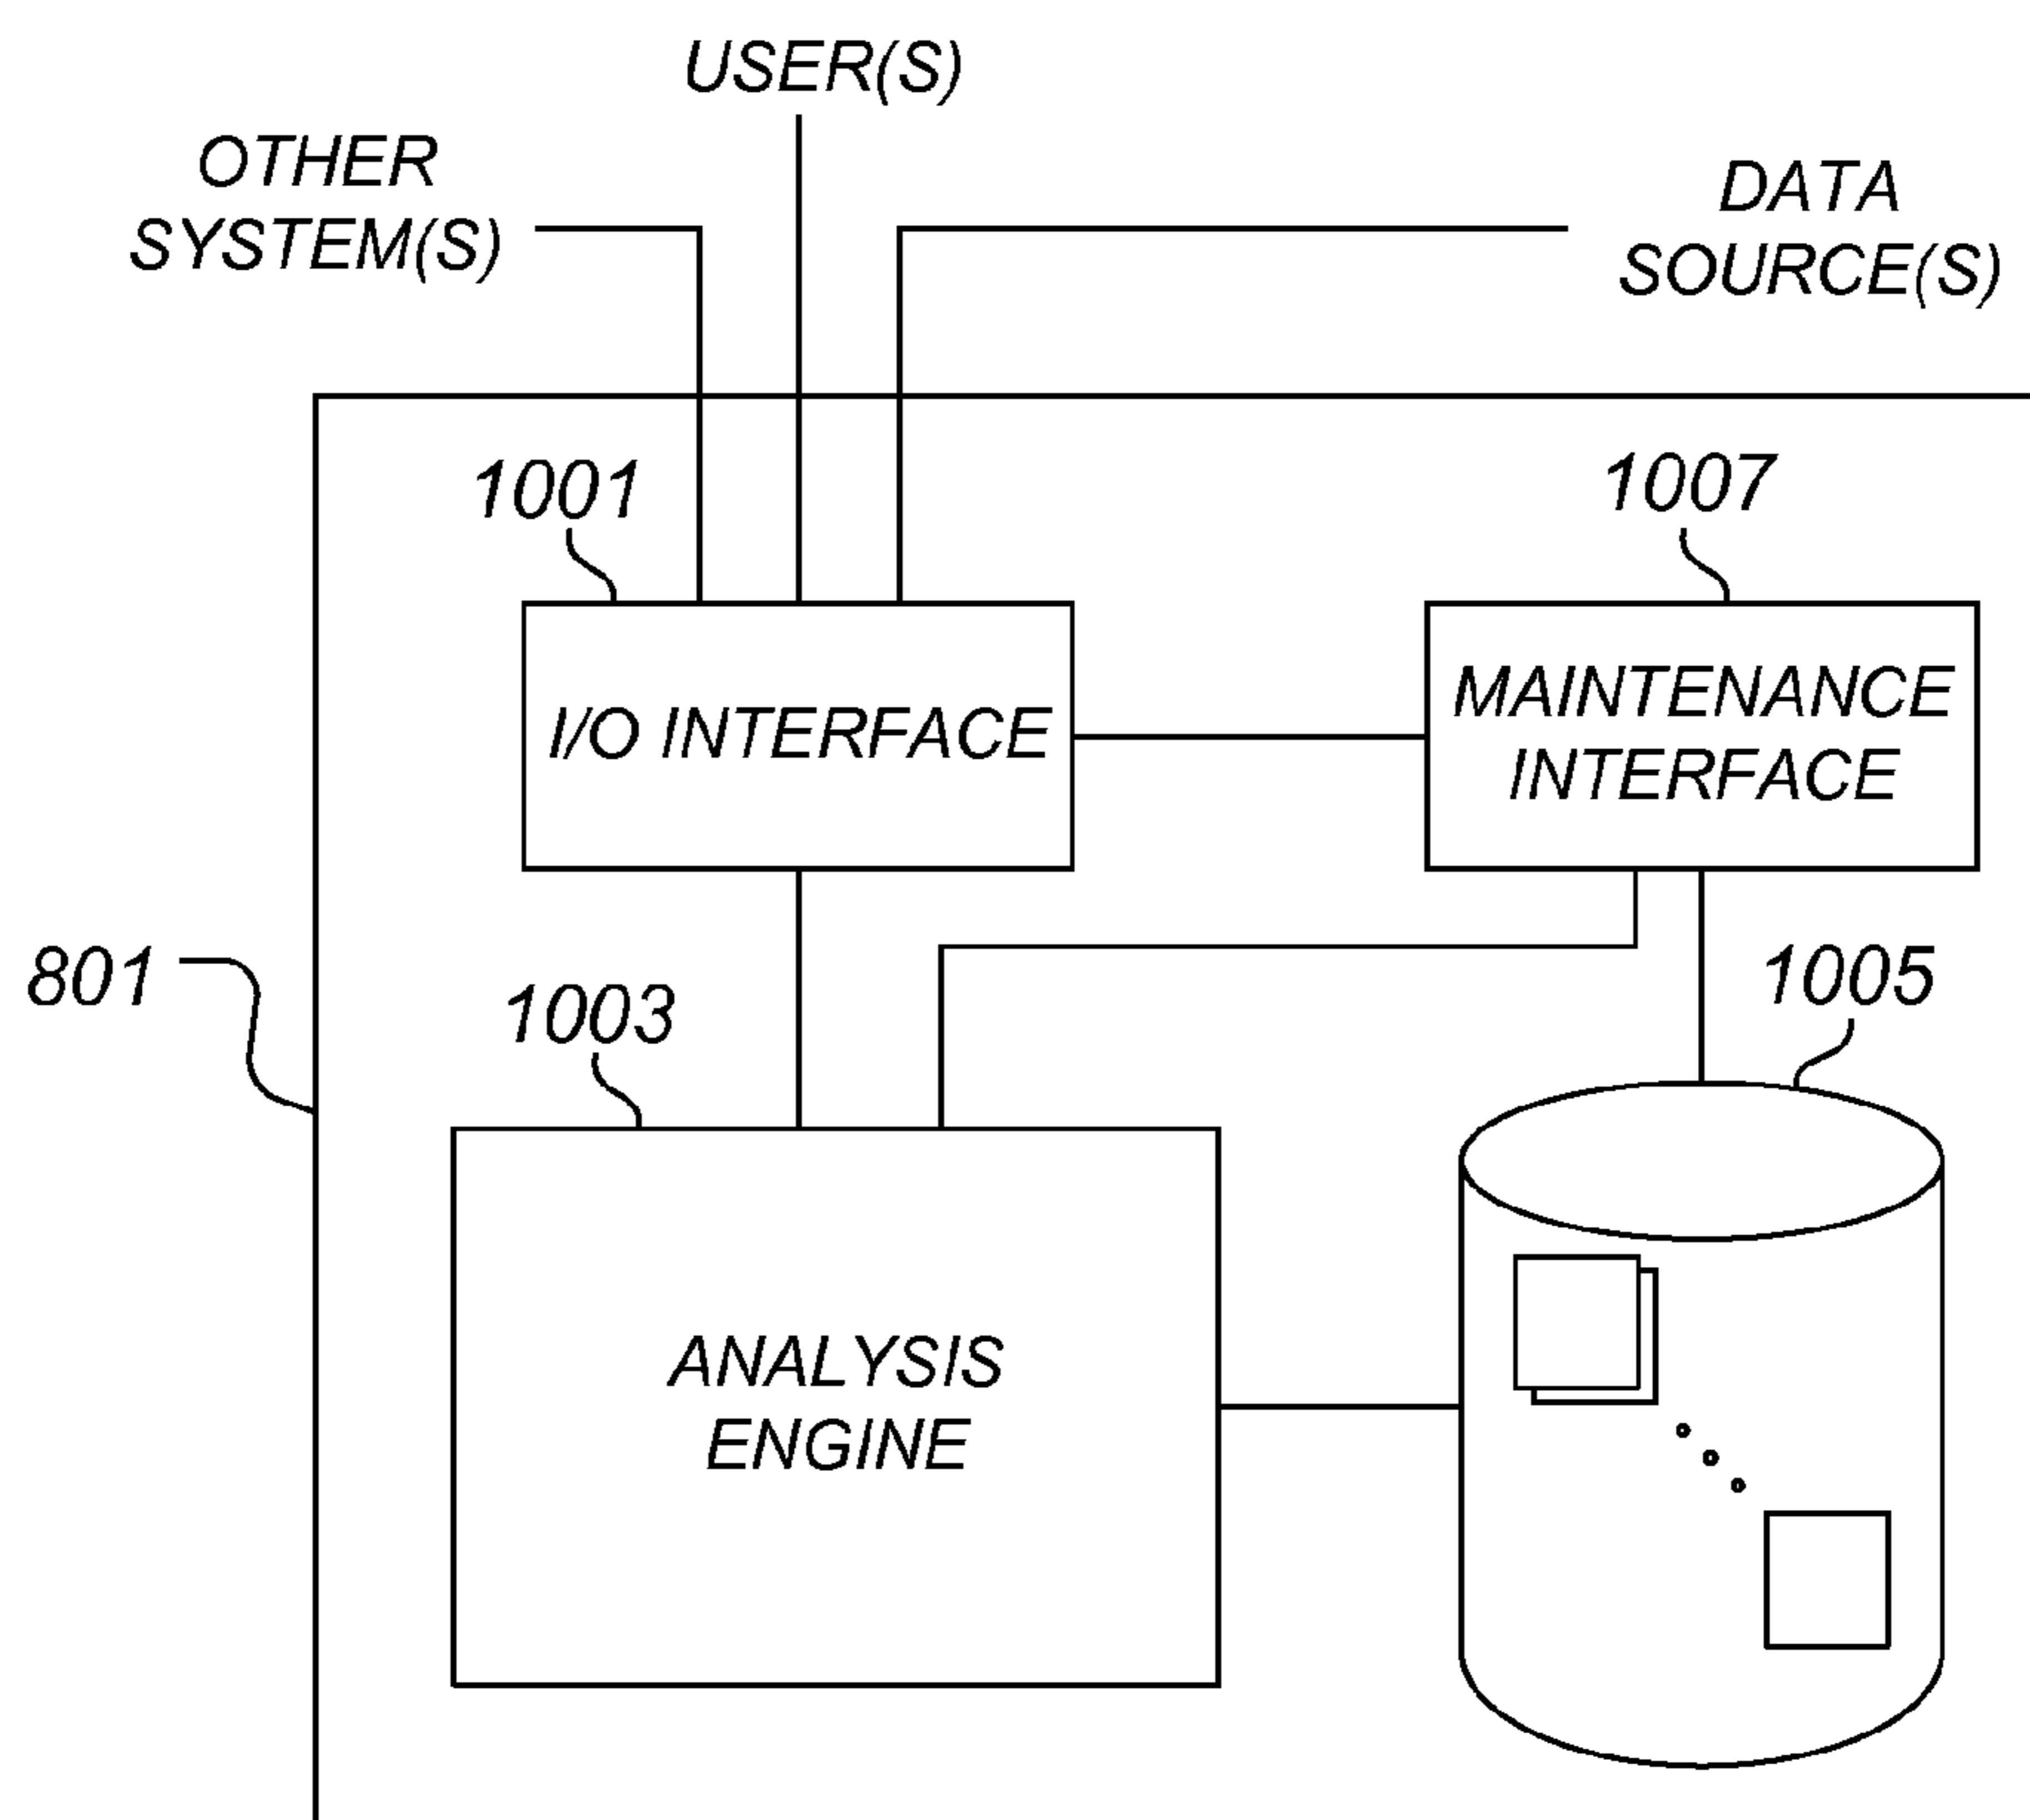 USER(S)
OTHER
SYSTEM(S)
DATA
SOURCE(S)
1001
1007
I/O INTERFACE
MAINTENANCE
INTERFACE
801
1003
1005
ANALYSIS
ENGINE